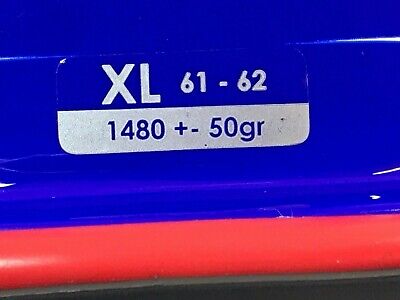 XL 61 - 62
1480 +- 50gr